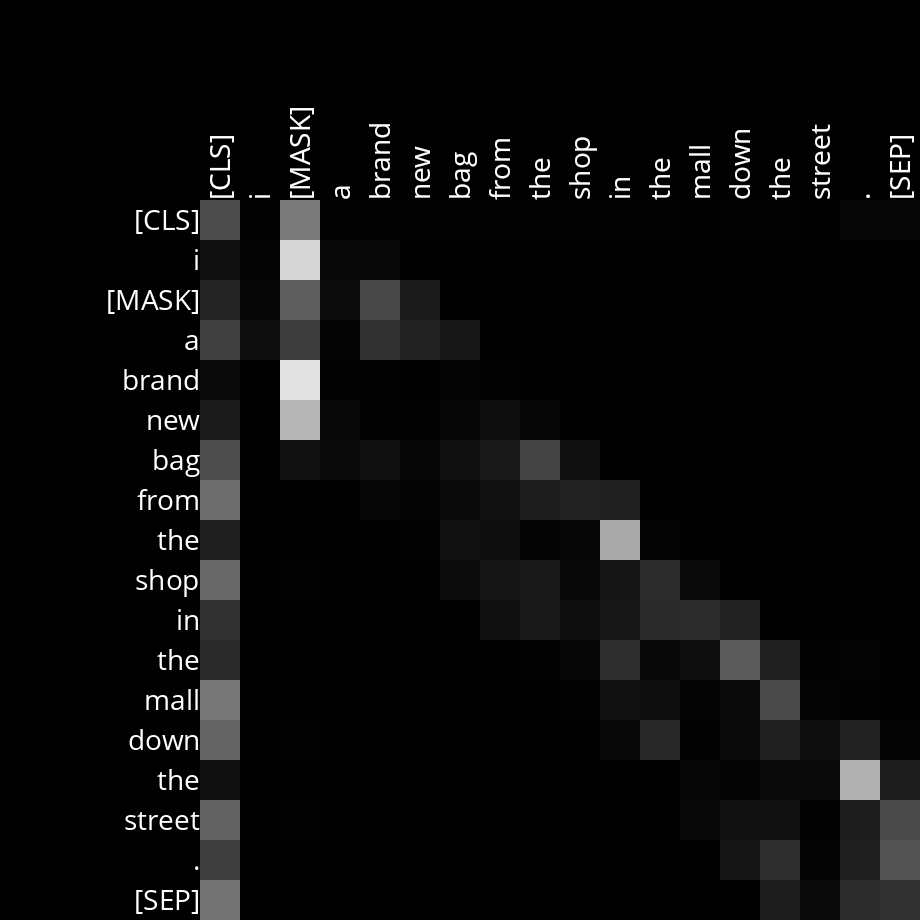 [CLS] i [MASK] a brand new bag from the shop in the mall down the street . [SEP]
[CLS]
i
[MASK]
a
brand
new
bag
from
the
shop
in
the
mall
down
the
street
.
[SEP]